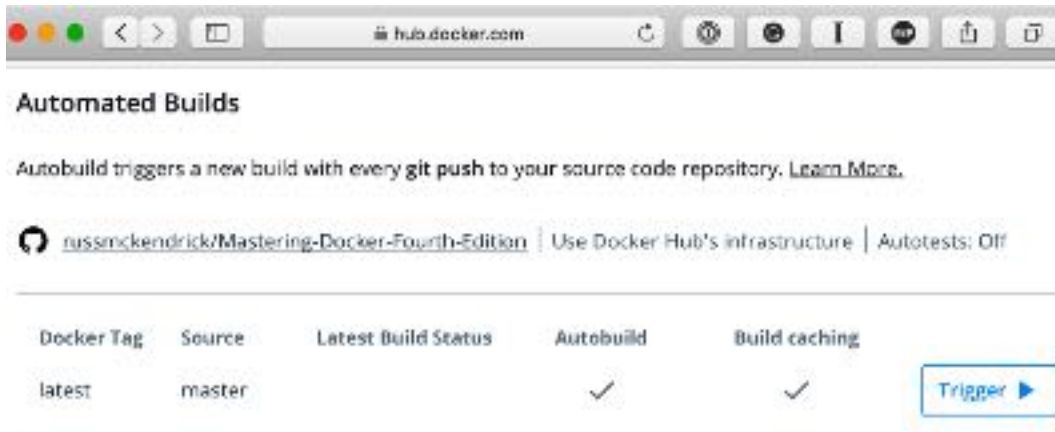 hub.docker.com
Automated Builds
Autobuild triggers a new build with every git push to your source code repository. Learn More.
russmckendrick/Mastering-Docker-Fourth-Edition | Use Docker Hub's infrastructure | Autotests: Off
Docker Tag Source Latest Build Status Autobuild Build caching
latest master Trigger